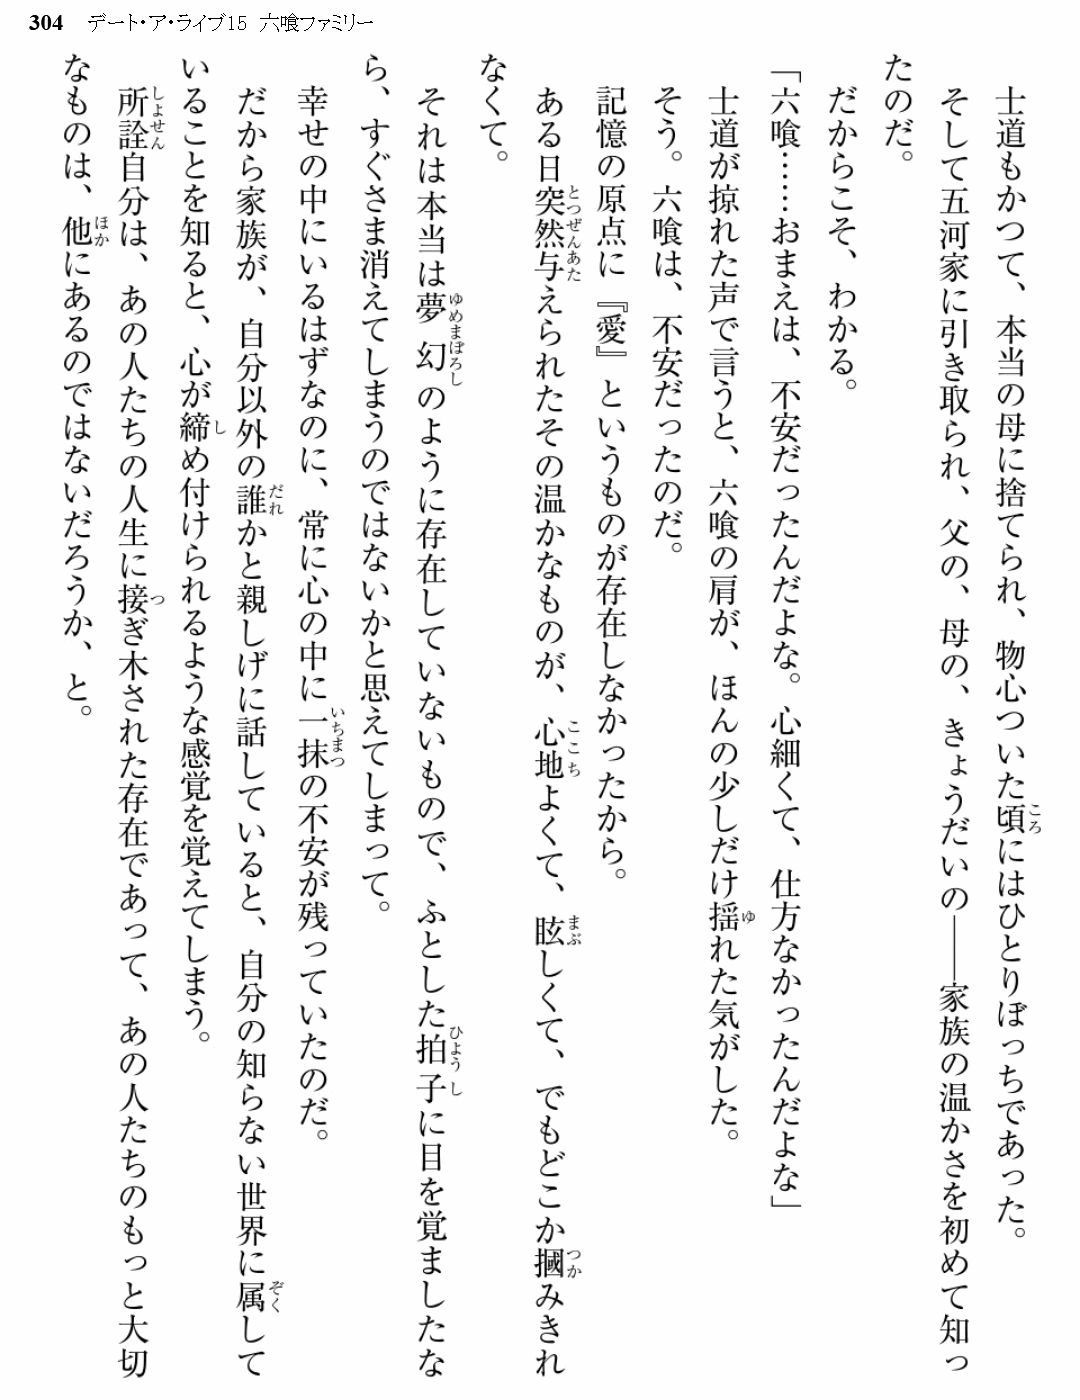 304 デート・ア・ライブ15 六喰ファミリー
士道もかつて、本当の母に捨てられ、物心ついた頃にはひとりぼっちであった。
そして五河家に引き取られ、父の、母の、きょうだいの――家族の温かさを初めて知っ
たのだ。
だからこそ、わかる。
「六喰……おまえは、不安だったんだよな。心細くて、仕方なかったんだよな」
士道が掠れた声で言うと、六喰の肩が、ほんの少しだけ揺れた気がした。
そう。六喰は、不安だったのだ。
記憶の原点に『愛』というものが存在しなかったから。
ある日突然与えられたその温かなものが、心地よくて、眩しくて、でもどこか摑みきれ
なくて。
それは本当は夢幻のように存在していないもので、ふとした拍子に目を覚ましたな
ら、すぐさま消えてしまうのではないかと思えてしまって。
幸せの中にいるはずなのに、常に心の中に一抹の不安が残っていたのだ。
だから家族が、自分以外の誰かと親しげに話していると、自分の知らない世界に属して
いることを知ると、心が締め付けられるような感覚を覚えてしまう。
所詮自分は、あの人たちの人生に接ぎ木された存在であって、あの人たちのもっと大切
なものは、他にあるのではないだろうか、と。